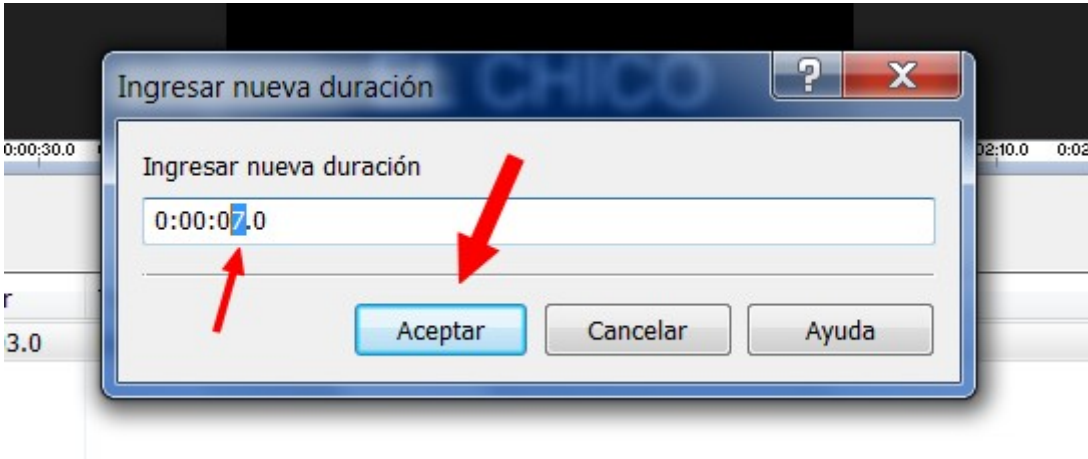 CHICO
Ingresar nueva duración
0:00:30.0
02:10.0 0:02
Ingresar nueva duración
0:00:07.0
r
3.0
Aceptar Cancelar Ayuda